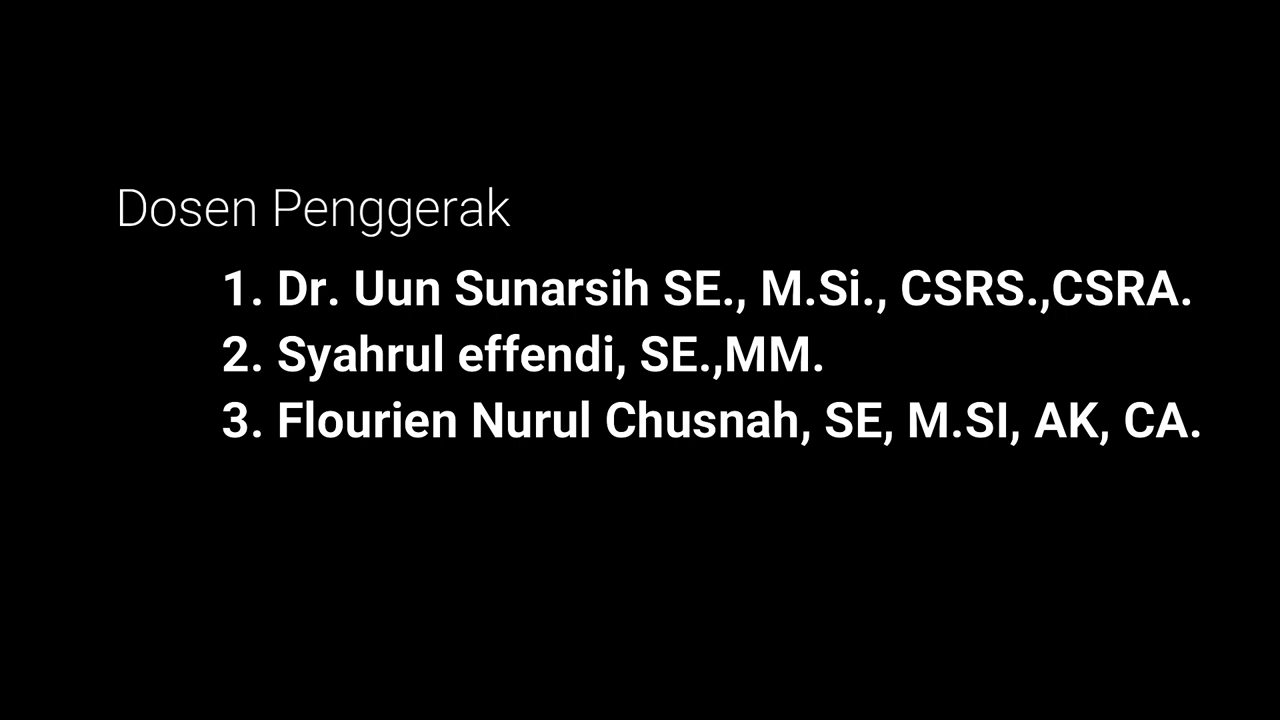 Dosen Penggerak
1. Dr. Uun Sunarsih SE., M.Si., CSRS.,CSRA.
2. Syahrul effendi, SE.,MM.
3. Flourien Nurul Chusnah, SE, M.SI, AK, CA.